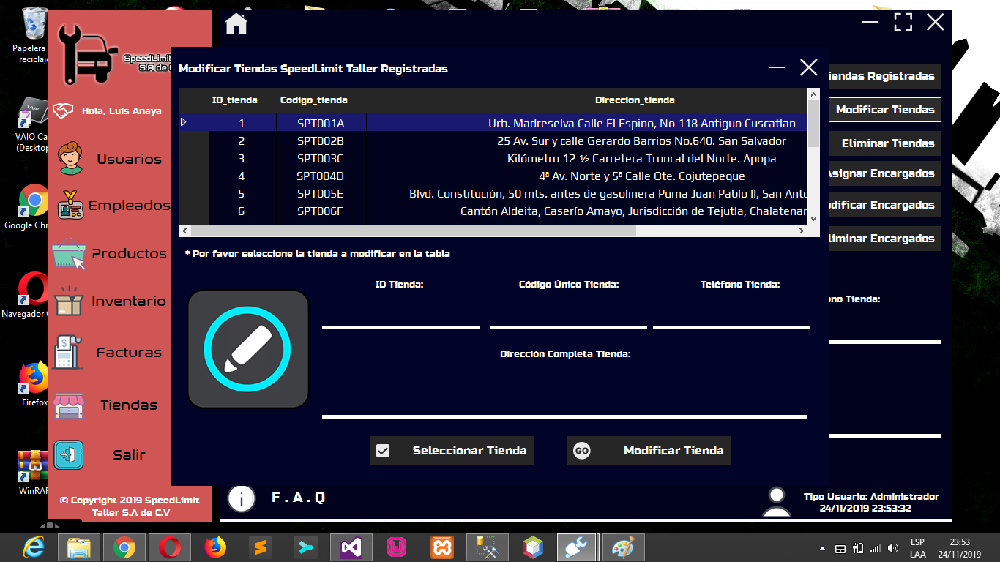 Papelera
reciclaje
VAIO Ca
(Desktop
Google Chr
Navegador
Firefox
WinRAR
SpeedLimit
S.A de C
Hola, Luis Anaya
Usuarios
Empleados
Productos
Inventario
Facturas
Tiendas
Salir
© Copyright 2019 SpeedLimit
Taller S.A de C.V
Modificar Tiendas SpeedLimit Taller Registradas
ID_tienda Codigo_tienda Direccion_tienda
1 SPT001A Urb. Madreselva Calle El Espino, No 118 Antiguo Cuscatlan
2 SPT002B 25 Av. Sur y calle Gerardo Barrios No.640. San Salvador
3 SPT003C Kilómetro 12 ½ Carretera Troncal del Norte. Apopa
4 SPT004D 4ª Av. Norte y 5ª Calle Ote. Cojutepeque
5 SPT005E Blvd. Constitución, 50 mts. antes de gasolinera Puma Juan Pablo II, San Anto
6 SPT006F Cantón Aldeita, Caserío Amayo, Jurisdicción de Tejutla, Chalatenan
* Por favor seleccione la tienda a modificar en la tabla
ID Tienda: Código Único Tienda: Teléfono Tienda:
Dirección Completa Tienda:
Seleccionar Tienda
GO Modificar Tienda
iendas Registradas
Modificar Tiendas
Eliminar Tiendas
Asignar Encargados
odificar Encargados
liminar Encargados
ono Tienda:
i F . A . Q
Tipo Usuario: Administrador
24/11/2019 23:53:32
ESP 23:53
LAA 24/11/2019